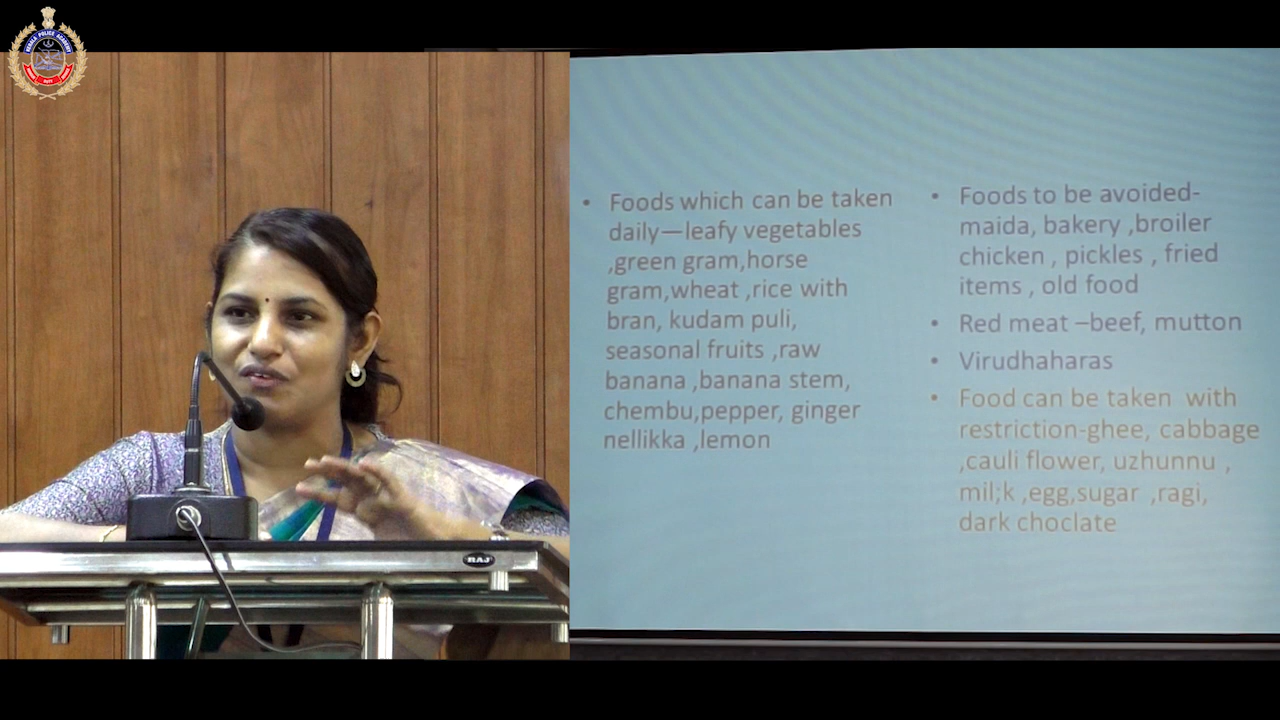 KERALA POLICE ACADEMY
• Foods which can be taken
daily—leafy vegetables
,green gram,horse
gram,wheat ,rice with
bran, kudam puli,
seasonal fruits ,raw
banana ,banana stem,
chembu,pepper, ginger
nellikka ,lemon
• Foods to be avoided-
maida, bakery ,broiler
chicken , pickles , fried
items , old food
• Red meat –beef, mutton
• Virudhaharas
• Food can be taken with
restriction-ghee, cabbage
,cauli flower, uzhunnu ,
mil;k ,egg,sugar ,ragi,
dark choclate
RAJ